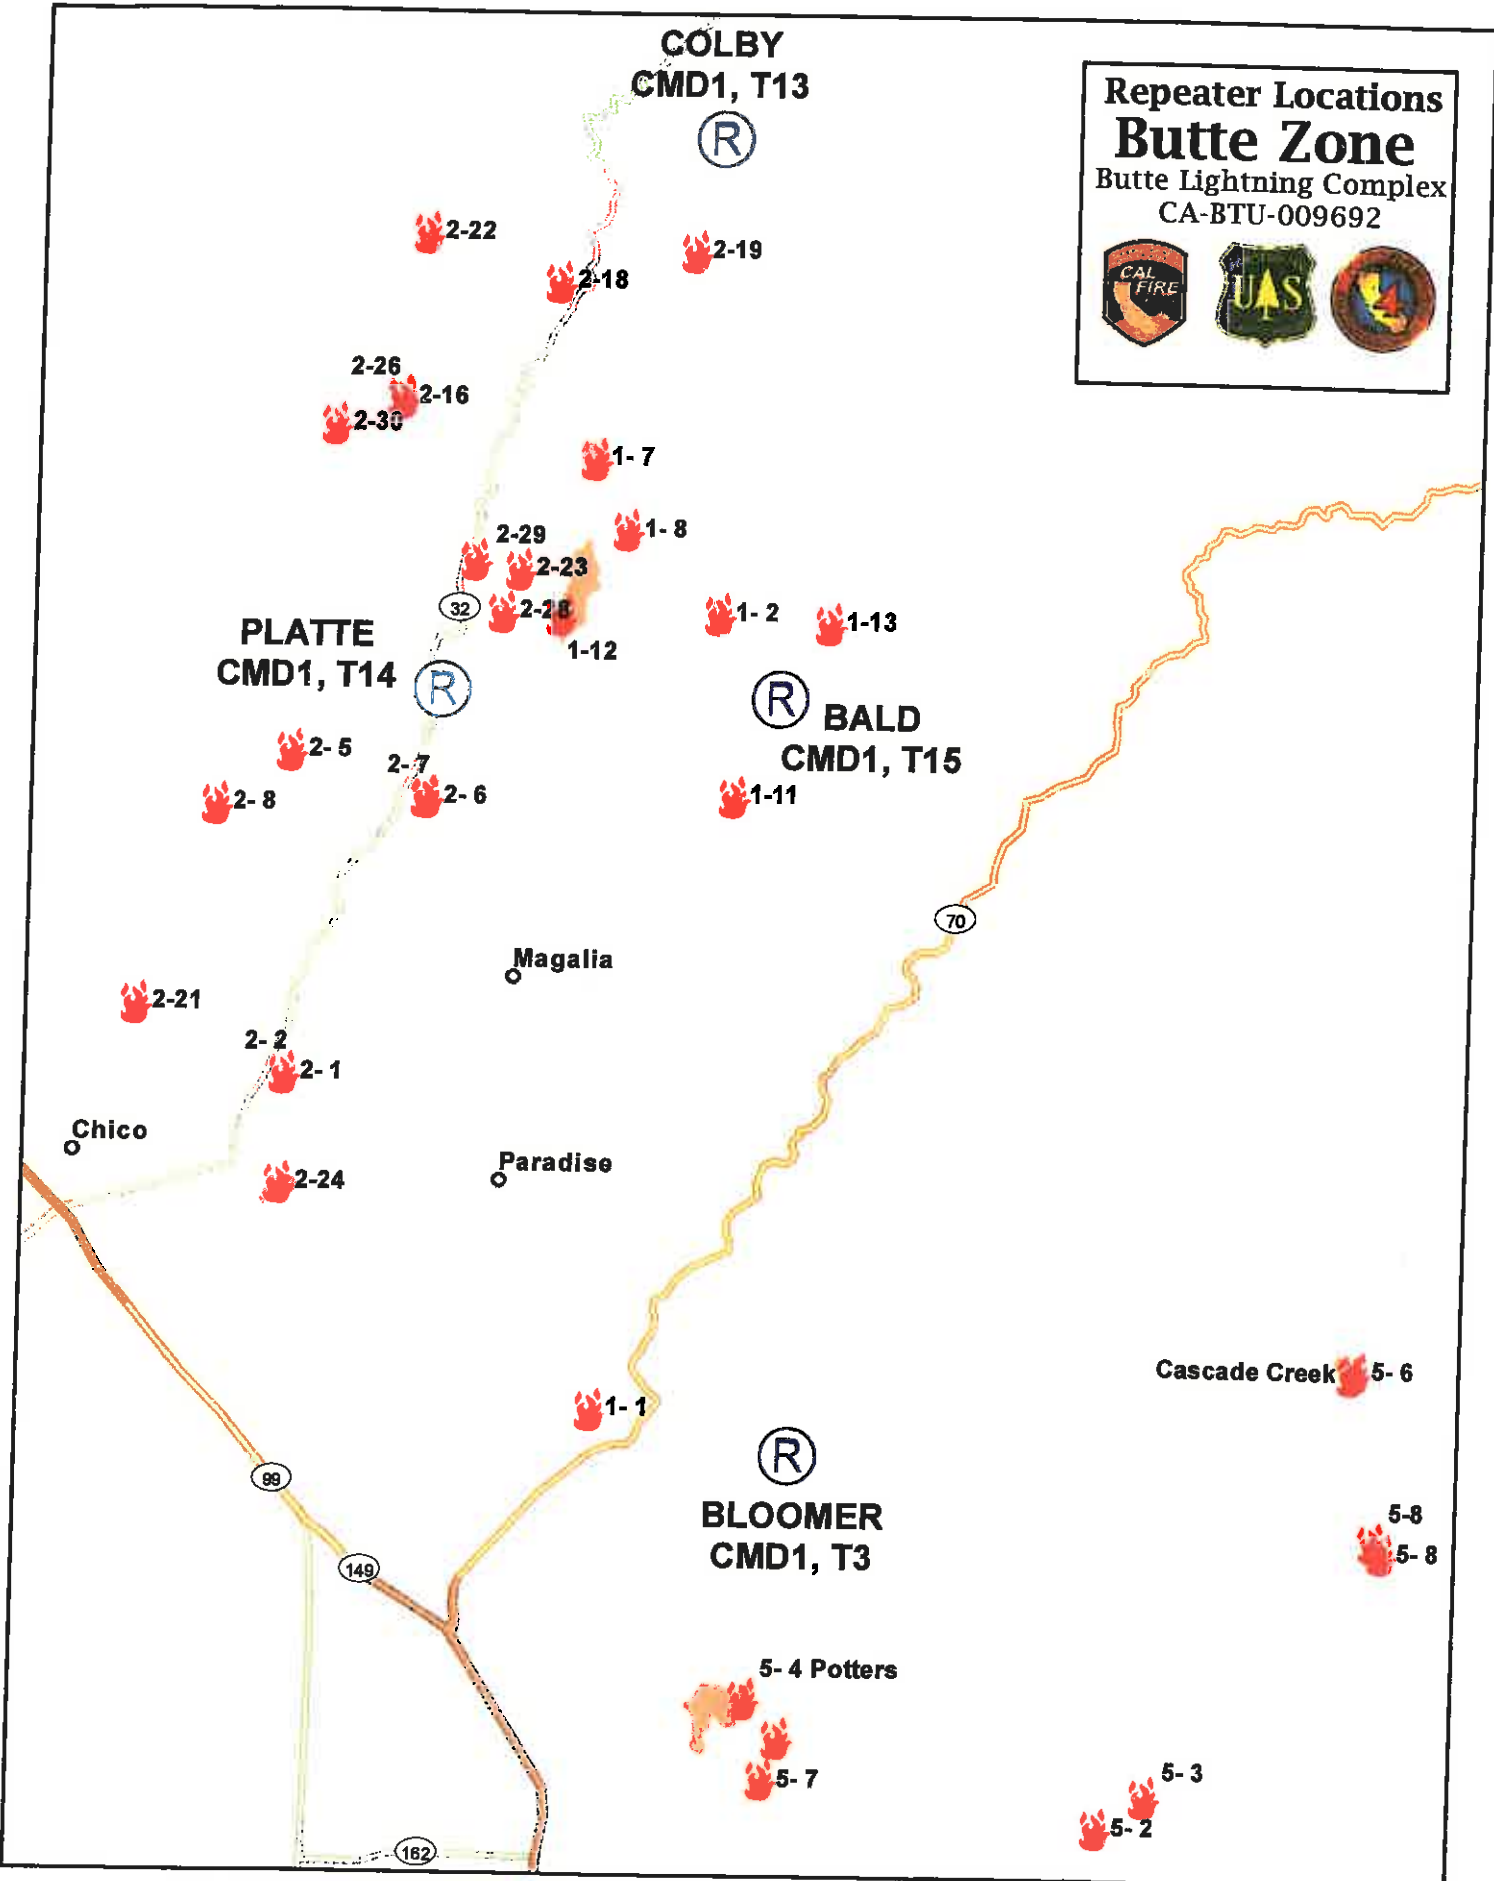 COLBY
CMD1, T13
R
Repeater Locations
Butte Zone
Butte Lightning Complex
CA-BTU-009692
CAL
FIRE
U S
4
2-22
2-19
2-18
2-26
2-16
2-30
1- 7
1- 8
2-29
2-23
32
2-28
1-12
1- 2
1-13
PLATTE
CMD1, T14
R
R
BALD
CMD1, T15
2- 5
2- 7
2- 8
2- 6
1-11
70
Magalia
2-21
2- 2
2- 1
Chico
Paradise
2-24
Cascade Creek
5- 6
1- 1
R
99
BLOOMER
CMD1, T3
5-8
5- 8
149
5- 4 Potters
5- 7
5- 3
5- 2
162